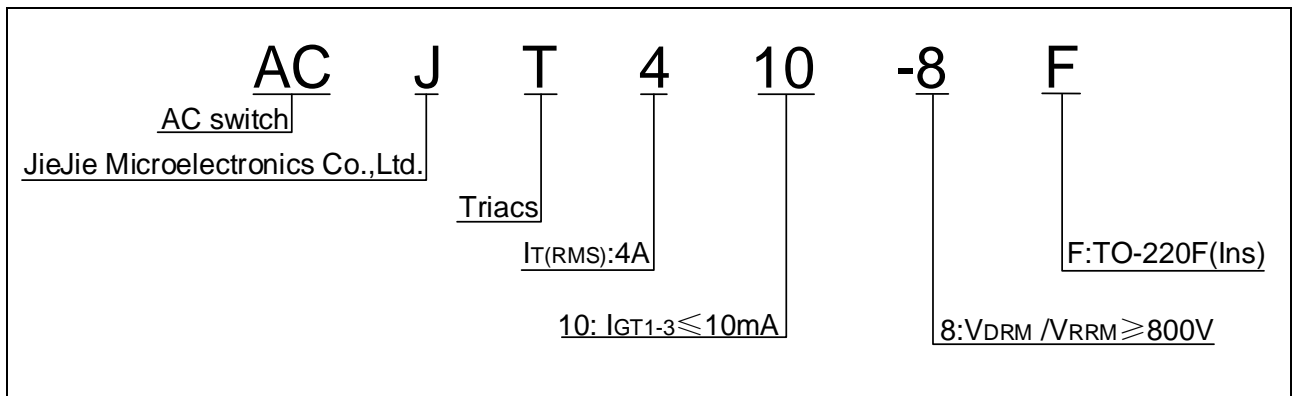 AC J T 4 10 -8 F
AC switch
JieJie Microelectronics Co.,Ltd.
Triacs
IT(RMS):4A
F:TO-220F(Ins)
10: IGT1-3≤10mA
8:VDRM /VRRM≥800V